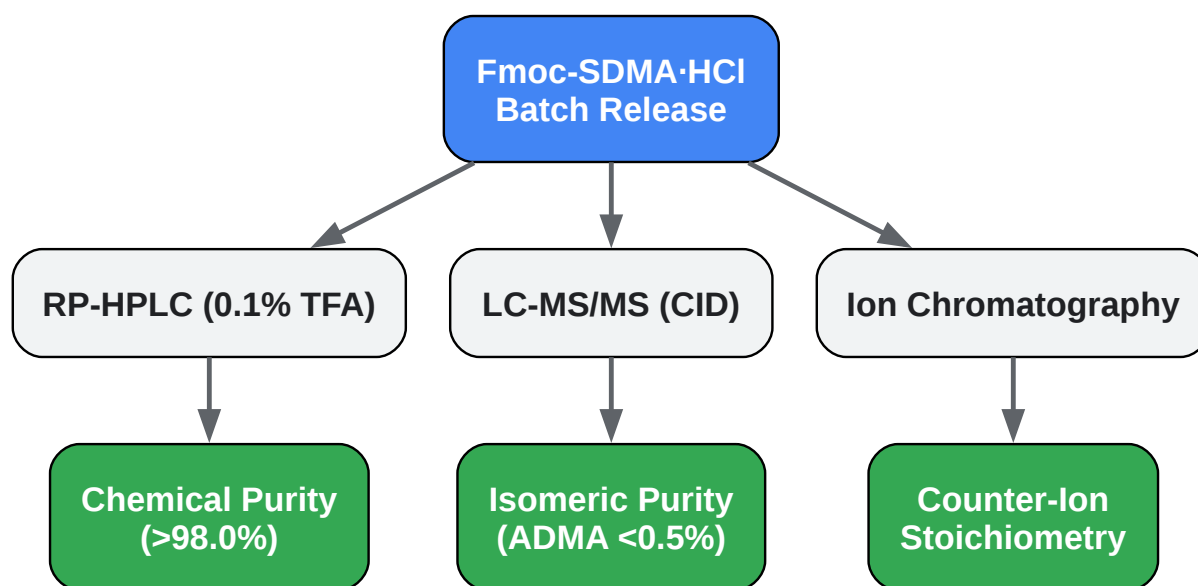 Fmoc-SDMA·HCl
Batch Release
RP-HPLC (0.1% TFA)
LC-MS/MS (CID)
Ion Chromatography
Chemical Purity
(>98.0%)
Isomeric Purity
(ADMA <0.5%)
Counter-Ion
Stoichiometry